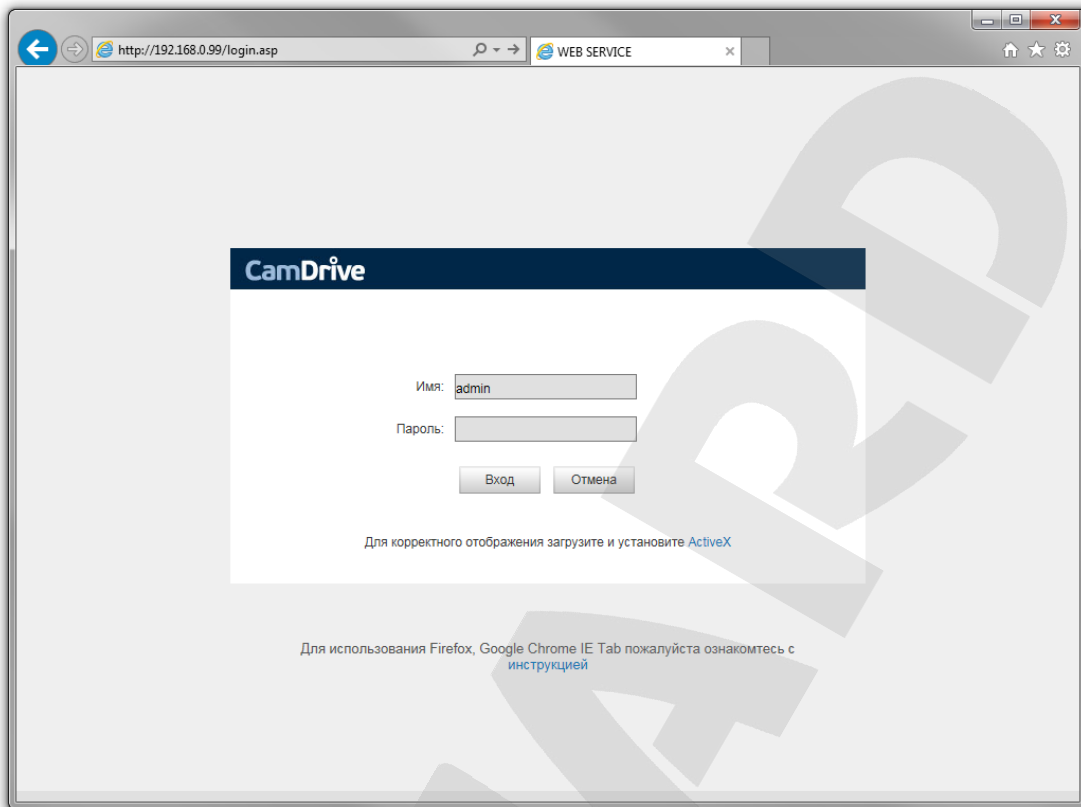 http://192.168.0.99/login.asp
WEB SERVICE
CamDrive
Имя: admin
Пароль:
Вход Отмена
Для корректного отображения загрузите и установите ActiveX
Для использования Firefox, Google Chrome IE Tab пожалуйста ознакомтесь с
инструкцией